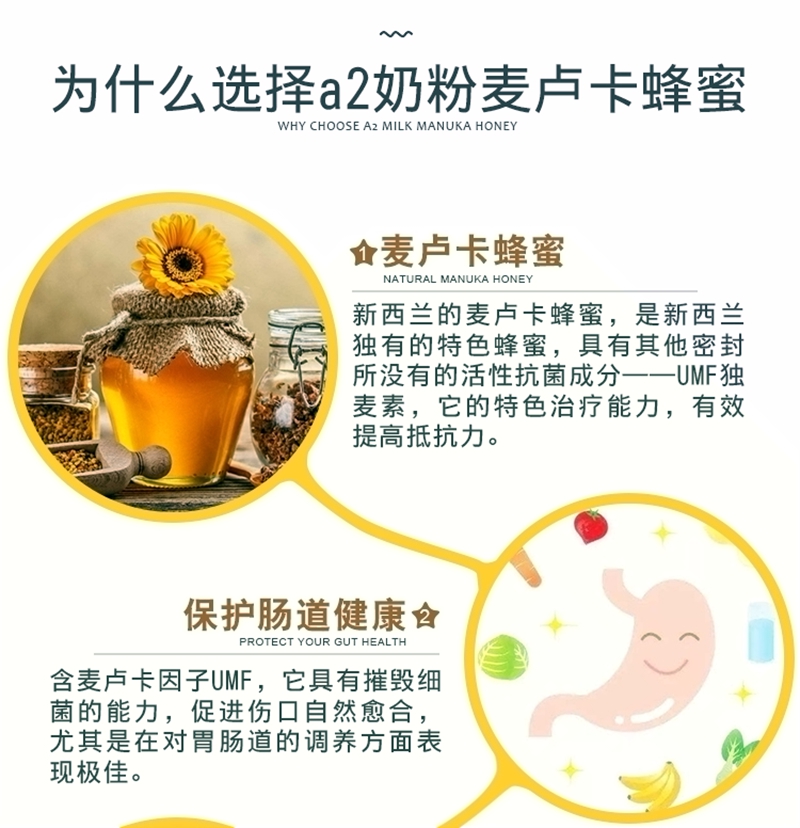 为什么选择a2奶粉麦卢卡蜂蜜
WHY CHOOSE A2 MILK MANUKA HONEY
1麦卢卡蜂蜜
NATURAL MANUKA HONEY
新西兰的麦卢卡蜂蜜，是新西兰
独有的特色蜂蜜，具有其他密封
所没有的活性抗菌成分——UMF独
麦素，它的特色治疗能力，有效
提高抵抗力。
保护肠道健康2
PROTECT YOUR GUT HEALTH
含麦卢卡因子UMF，它具有摧毁细
菌的能力，促进伤口自然愈合，
尤其是在对胃肠道的调养方面表
现极佳。